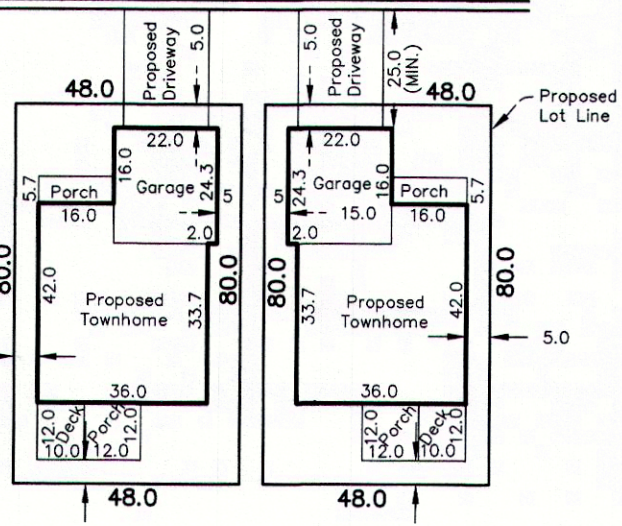 Proposed
Driveway
5.0
5.0
Proposed
Driveway
25.0
(MIN.)
48.0
48.0
Proposed
Lot Line
22.0
16.0
Garage
24.3
5
2.0
5.7
Porch
16.0
80.0
42.0
Proposed
Townhome
33.7
80.0
36.0
12.0
Deck
10.0
Porch
12.0
12.0
48.0
22.0
24.3
Garage
16.0
5
15.0
2.0
Porch
5.7
16.0
80.0
33.7
Proposed
Townhome
42.0
80.0
5.0
36.0
12.0
Porch
12.0
Deck
10.0
12.0
48.0